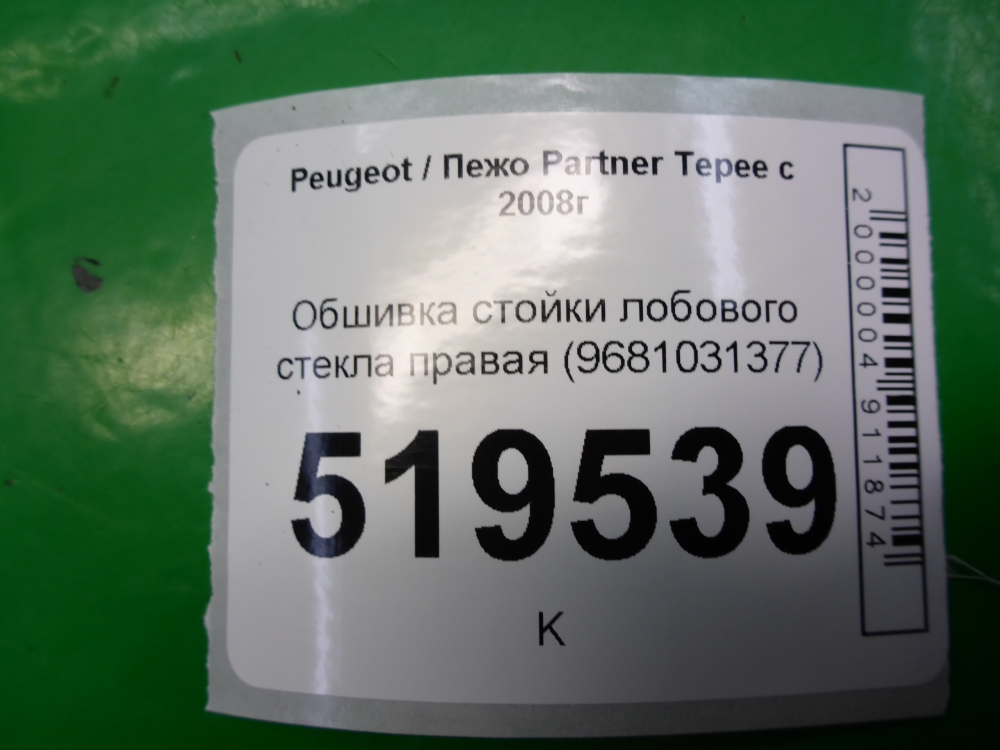 Peugeot / Пежо Partner Tepee с
2008г
Обшивка стойки лобового
стекла правая (9681031377)
519539
К
2000004911874